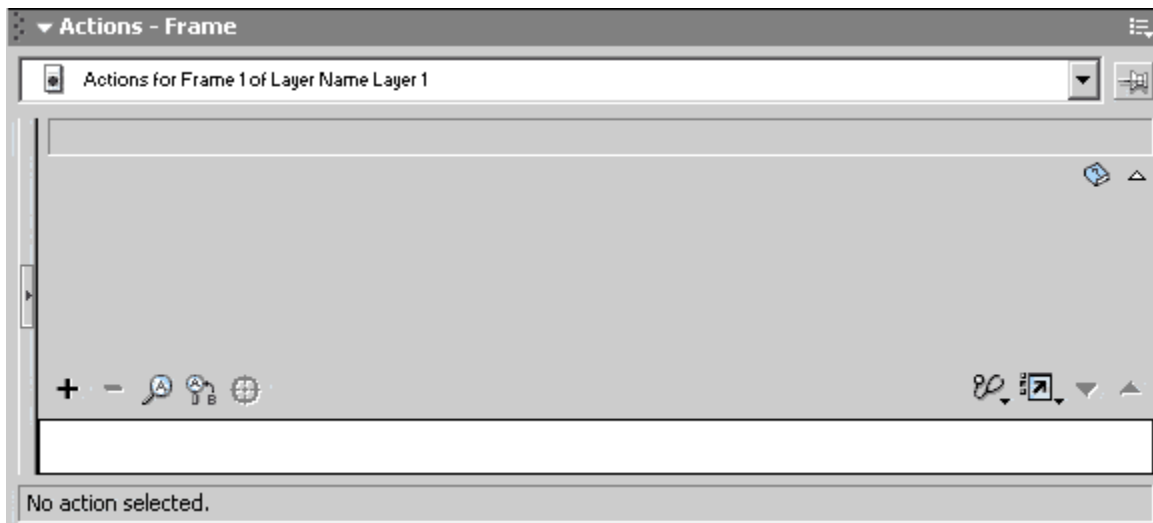 Actions - Frame
Actions for Frame 1 of Layer Name Layer 1
No action selected.